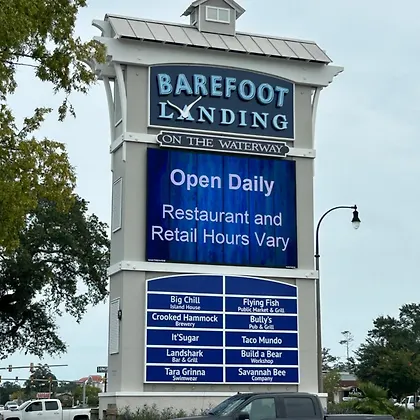 BAREFOOT
LANDING
ON THE WATERWAY
Open Daily
Restaurant and
Retail Hours Vary
Big Chill
Island House
Flying Fish
Public Market & Grill
Crooked Hammock
Brewery
Bully's
Pub & Grill
It'Sugar
Taco Mundo
Landshark
Bar & Grill
Build a Bear
Workshop
Tara Grinna
Swimwear
Savannah Bee
Company